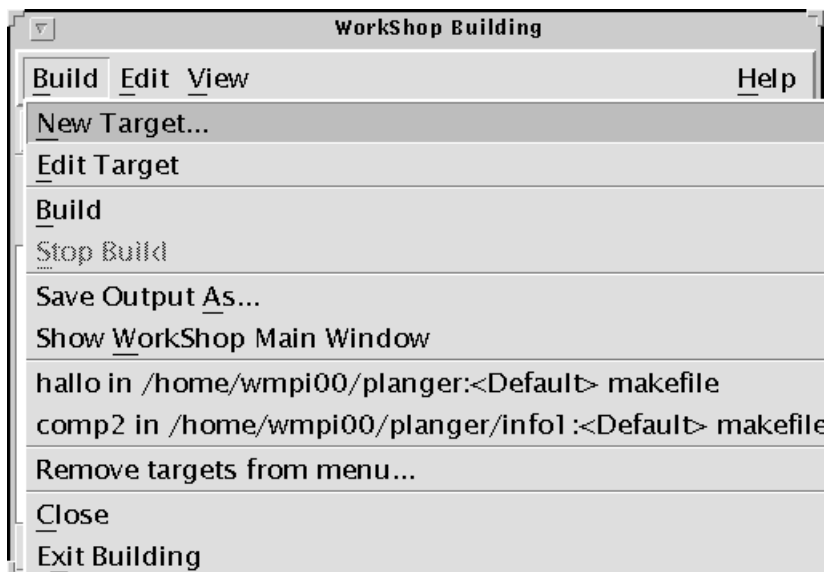 WorkShop Building
Build Edit View Help
New Target...
Edit Target
Build
Stop Build
Save Output As...
Show WorkShop Main Window
hallo in /home/wmpi00/planger:<Default> makefile
comp2 in /home/wmpi00/planger/info1:<Default> makefile
Remove targets from menu...
Close
Exit Building